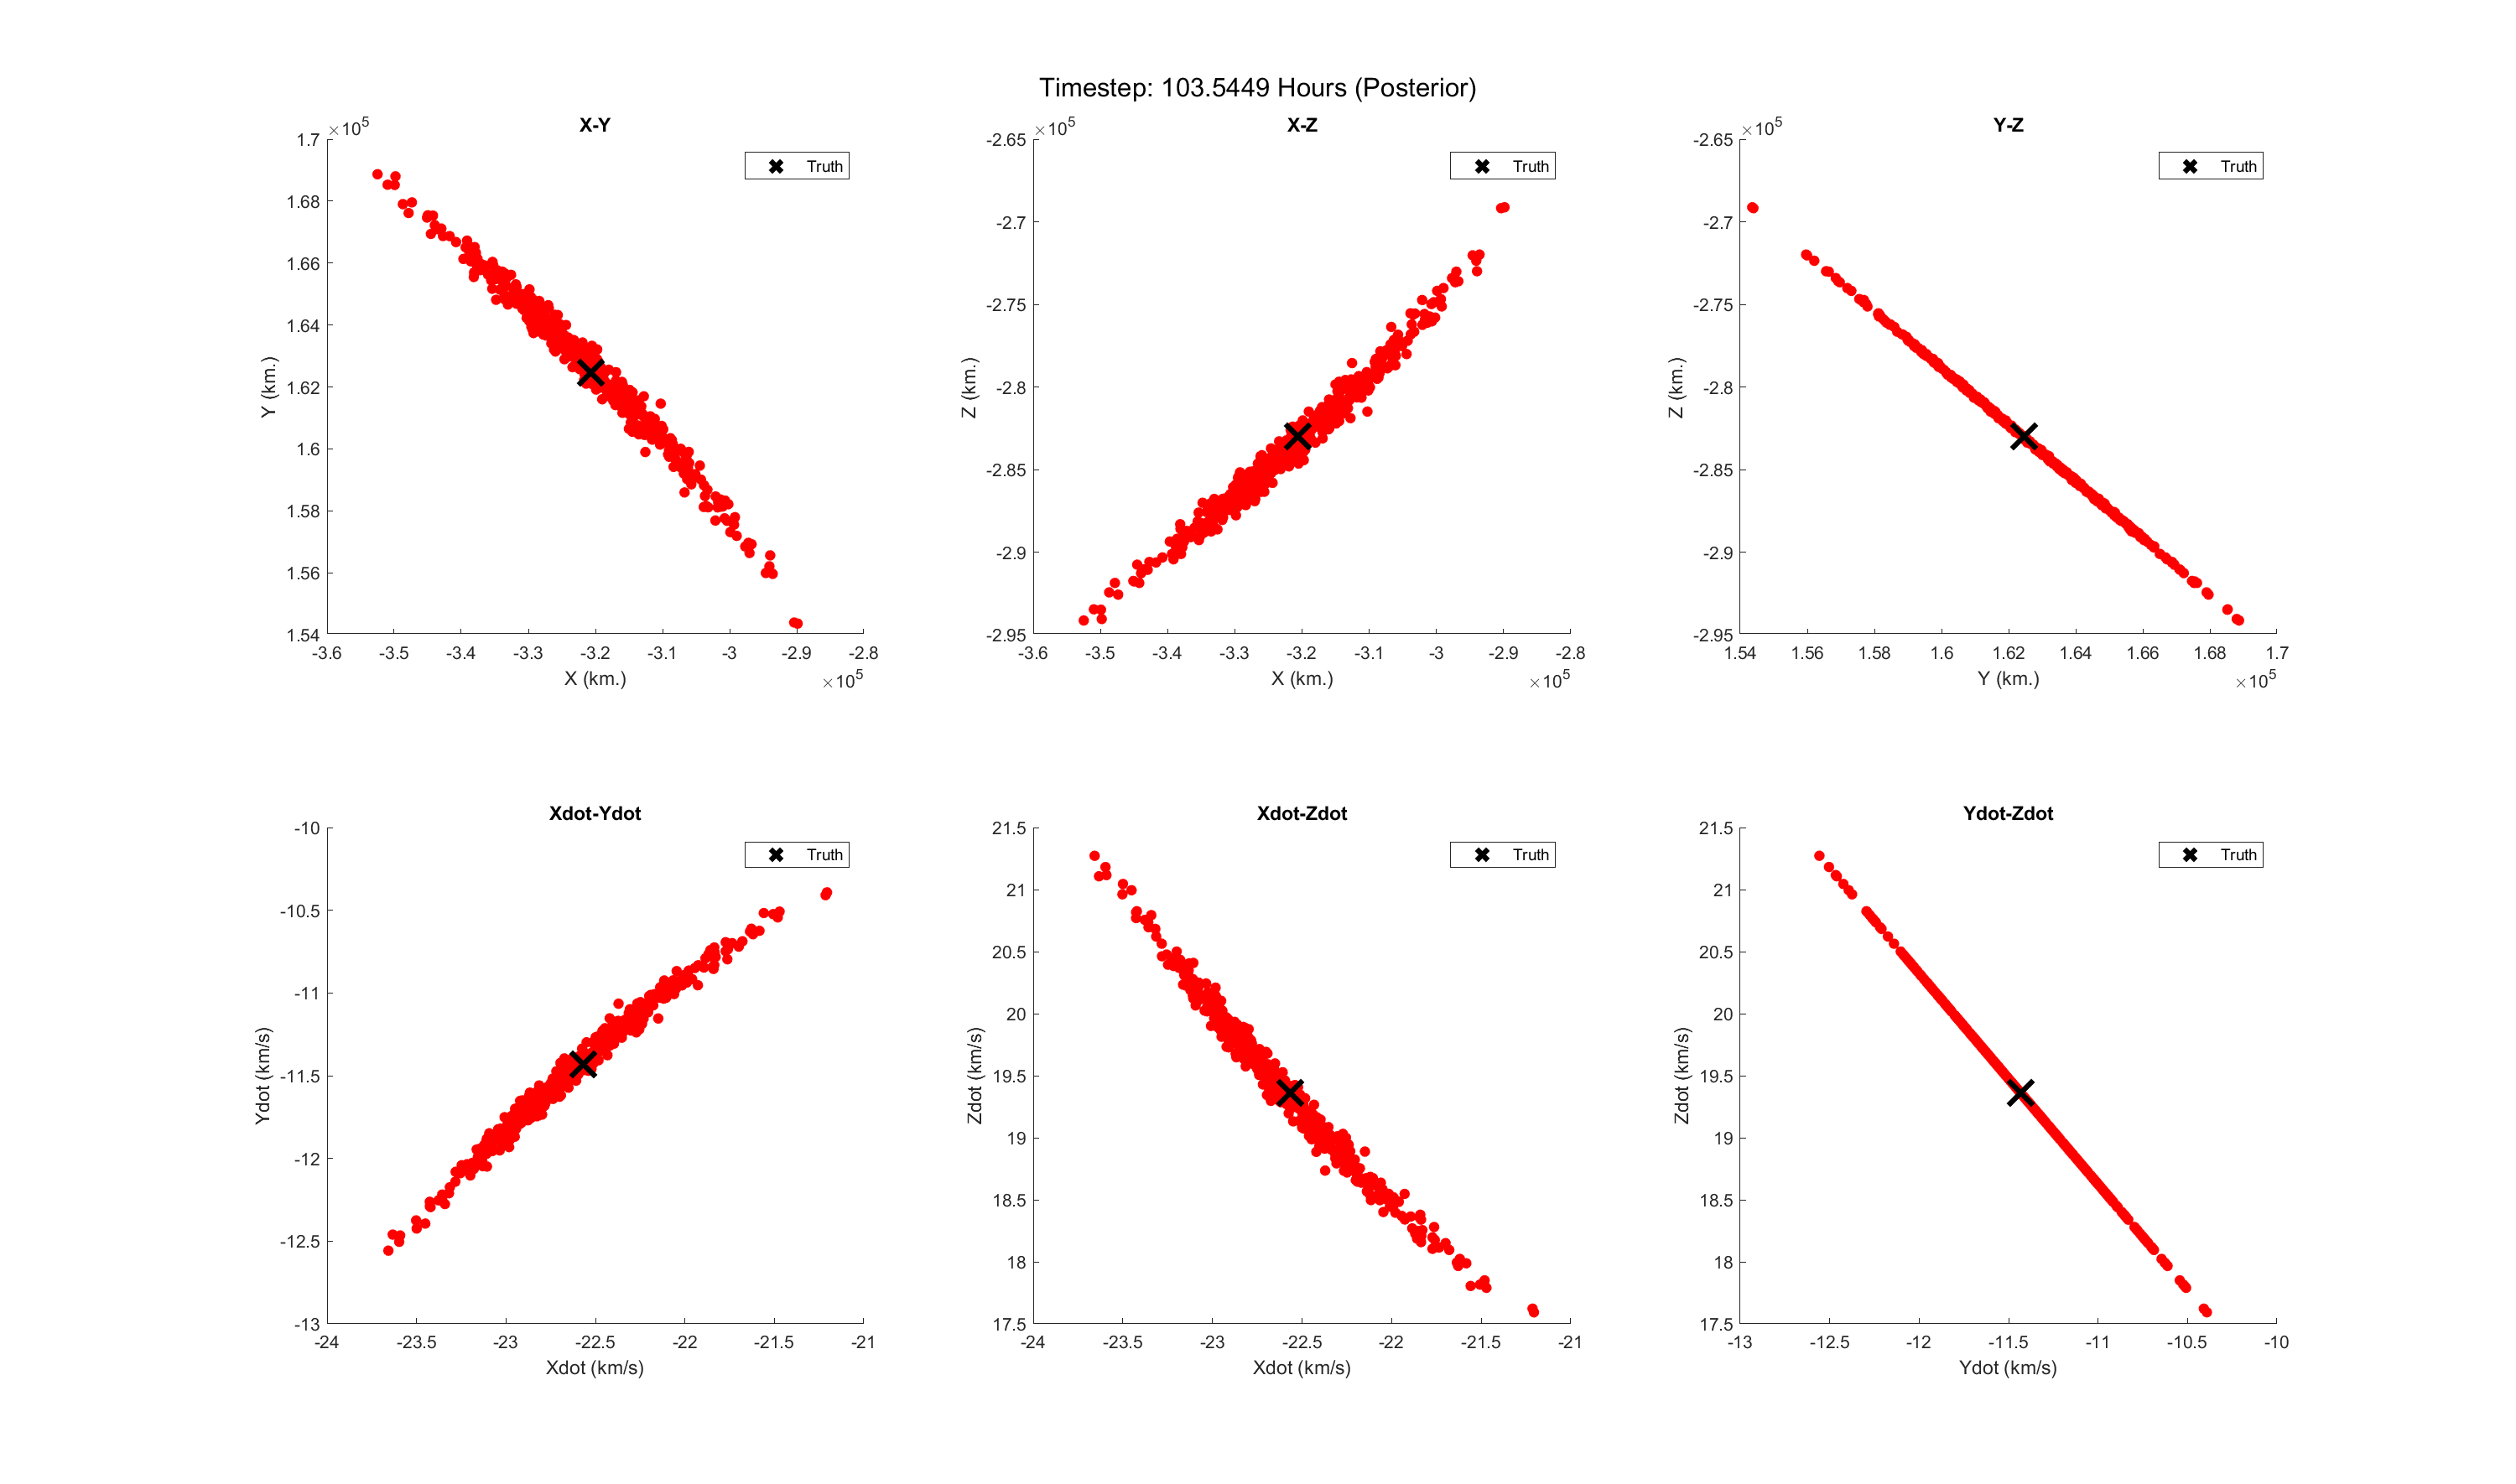 Timestep: 103.5449 Hours (Posterior)
X-Y
×10^5
1.7
1.68
1.66
1.64
1.62
1.6
1.58
1.56
1.54
Y (km.)
-3.6 -3.5 -3.4 -3.3 -3.2 -3.1 -3 -2.9 -2.8
X (km.)
×10^5
Truth
X-Z
×10^5
-2.65
-2.7
-2.75
-2.8
-2.85
-2.9
-2.95
Z (km.)
-3.6 -3.5 -3.4 -3.3 -3.2 -3.1 -3 -2.9 -2.8
X (km.)
×10^5
Truth
Y-Z
×10^5
-2.65
-2.7
-2.75
-2.8
-2.85
-2.9
-2.95
Z (km.)
1.54 1.56 1.58 1.6 1.62 1.64 1.66 1.68 1.7
Y (km.)
×10^5
Truth
Xdot-Ydot
-10
-10.5
-11
-11.5
-12
-12.5
-13
Ydot (km/s)
-24 -23.5 -23 -22.5 -22 -21.5 -21
Xdot (km/s)
Truth
Xdot-Zdot
21.5
21
20.5
20
19.5
19
18.5
18
17.5
Zdot (km/s)
-24 -23.5 -23 -22.5 -22 -21.5 -21
Xdot (km/s)
Truth
Ydot-Zdot
21.5
21
20.5
20
19.5
19
18.5
18
17.5
Zdot (km/s)
-13 -12.5 -12 -11.5 -11 -10.5 -10
Ydot (km/s)
Truth